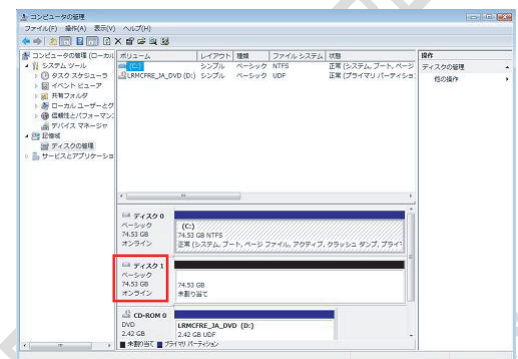 コンピュータの管理
ファイル(F) 操作(A) 表示(V) ヘルプ(H)
コンピュータの管理 (ローカル
システム ツール
タスク スケジューラ
イベント ビューア
共有フォルダ
ローカル ユーザーとグ
信頼性とパフォーマン
デバイス マネージャ
記憶域
ディスクの管理
サービスとアプリケーショ
ボリューム レイアウト 種類 ファイル システム 状態
(C:) シンプル ベーシック NTFS 正常 (システム, ブート, ページ
LRMCFRE_JA_DVD (D:) シンプル ベーシック UDF 正常 (プライマリ パーティショ
操作
ディスクの管理
他の操作
ディスク 0
ベーシック
74.53 GB
オンライン
(C:)
74.53 GB NTFS
正常 (システム, ブート, ページ ファイル, アクティブ, クラッシュ ダンプ, プライ
ディスク 1
ベーシック
74.53 GB
オンライン
74.53 GB
未割り当て
CD-ROM 0
DVD
2.42 GB
LRMCFRE_JA_DVD (D:)
2.42 GB UDF
未割り当て プライマリ パーティション